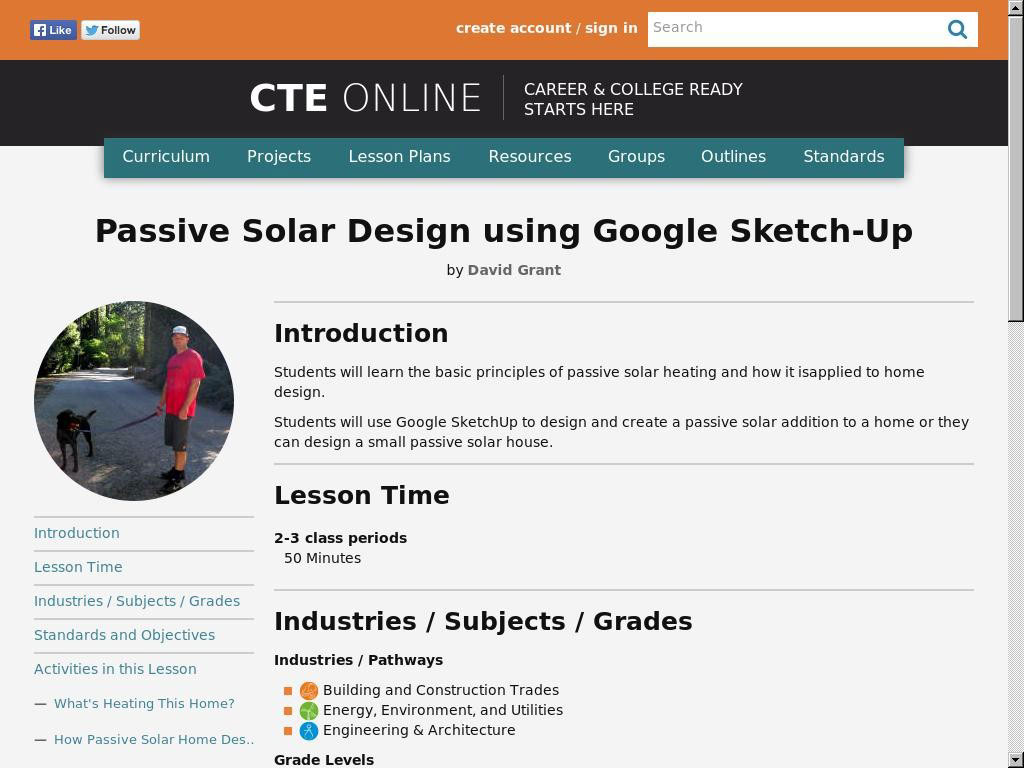 Like
Follow
create account / sign in
Search
CTE ONLINE
CAREER & COLLEGE READY
STARTS HERE
Curriculum Projects Lesson Plans Resources Groups Outlines Standards
Passive Solar Design using Google Sketch-Up
by David Grant
Introduction
Lesson Time
Industries / Subjects / Grades
Standards and Objectives
Activities in this Lesson
— What's Heating This Home?
— How Passive Solar Home Des..
Introduction
Students will learn the basic principles of passive solar heating and how it isapplied to home
design.
Students will use Google SketchUp to design and create a passive solar addition to a home or they
can design a small passive solar house.
Lesson Time
2-3 class periods
50 Minutes
Industries / Subjects / Grades
Industries / Pathways
Building and Construction Trades
Energy, Environment, and Utilities
Engineering & Architecture
Grade Levels